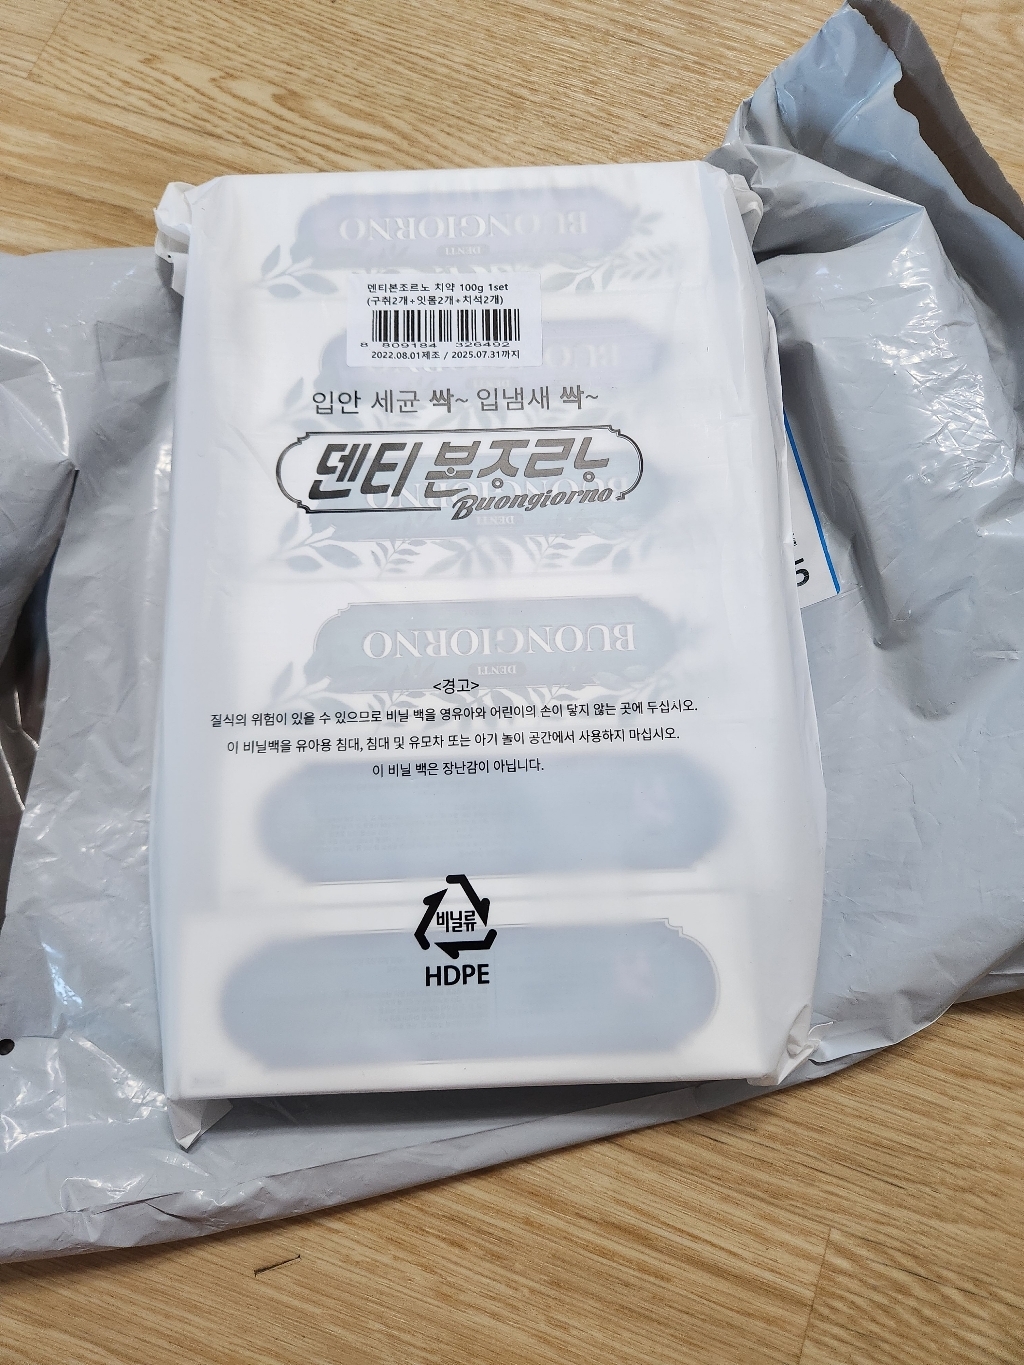 BUONGIORNO
DENTI
덴티본조르노 치약 100g 1set
(구취2개+잇몸2개+치석2개)
8 809184 326492
2022.08.01제조 / 2025.07.31까지
입안 세균 싹~ 입냄새 싹~
덴티 본조르노
Buongiorno
BUONGIORNO
DENTI
BUONGIORNO
DENTI
<경고>
질식의 위험이 있을 수 있으므로 비닐 백을 영유아와 어린이의 손이 닿지 않는 곳에 두십시오.
이 비닐백을 유아용 침대, 침대 및 유모차 또는 아기 놀이 공간에서 사용하지 마십시오.
이 비닐 백은 장난감이 아닙니다.
비닐류
HDPE